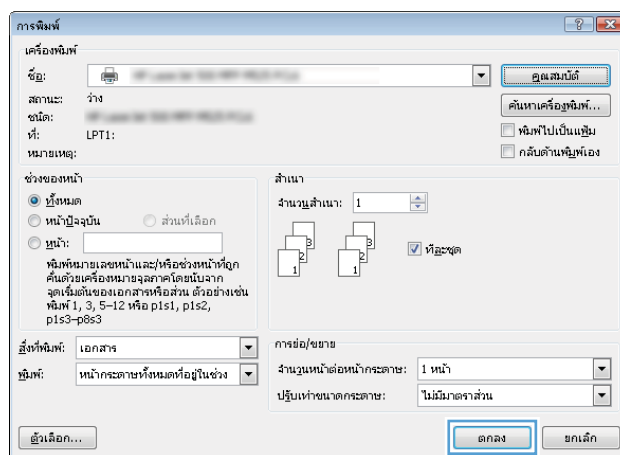 การพิมพ์
เครื่องพิมพ์
ชื่อ:
คุณสมบัติ
สถานะ: ว่าง
ค้นหาเครื่องพิมพ์...
ชนิด:
ที่: LPT1:
พิมพ์ไปเป็นแฟ้ม
หมายเหตุ:
กลับด้านพิมพ์เอง
ช่วงของหน้า
ทั้งหมด
หน้าปัจจุบัน ส่วนที่เลือก
หน้า:
พิมพ์หมายเลขหน้าและ/หรือช่วงหน้าที่ถูก
คั่นด้วยเครื่องหมายจุลภาคโดยนับจาก
จุดเริ่มต้นของเอกสารหรือส่วน ตัวอย่างเช่น
พิมพ์ 1, 3, 5–12 หรือ p1s1, p1s2,
p1s3–p8s3
สำเนา
จำนวนสำเนา: 1
3 3
2 2
1 1
ทีละชุด
สิ่งที่พิมพ์: เอกสาร
พิมพ์: หน้ากระดาษทั้งหมดที่อยู่ในช่วง
การย่อ/ขยาย
จำนวนหน้าต่อหน้ากระดาษ: 1 หน้า
ปรับเท่าขนาดกระดาษ: ไม่มีมาตราส่วน
ตัวเลือก...
ตกลง
ยกเลิก